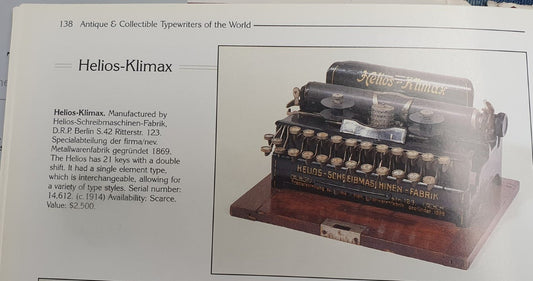 138 Antique & Collectible Typewriters of the World
Helios-Klimax
Helios-Klimax. Manufactured by
Helios-Schreibmaschinen-Fabrik,
D.R.P. Berlin S.42 Ritterstr. 123.
Specialabteilung der firma/nev.
Metallwarenfabrik gegründet 1869.
The Helios has 21 keys with a double
shift. It had a single element type,
which is interchangeable, allowing for
a variety of type styles. Serial number:
14,612. (c 1914) Availability: Scarce.
Value: $2,500.
Helios-Klimax
HELIOS-SCHREIBMASCHINEN-FABRIK